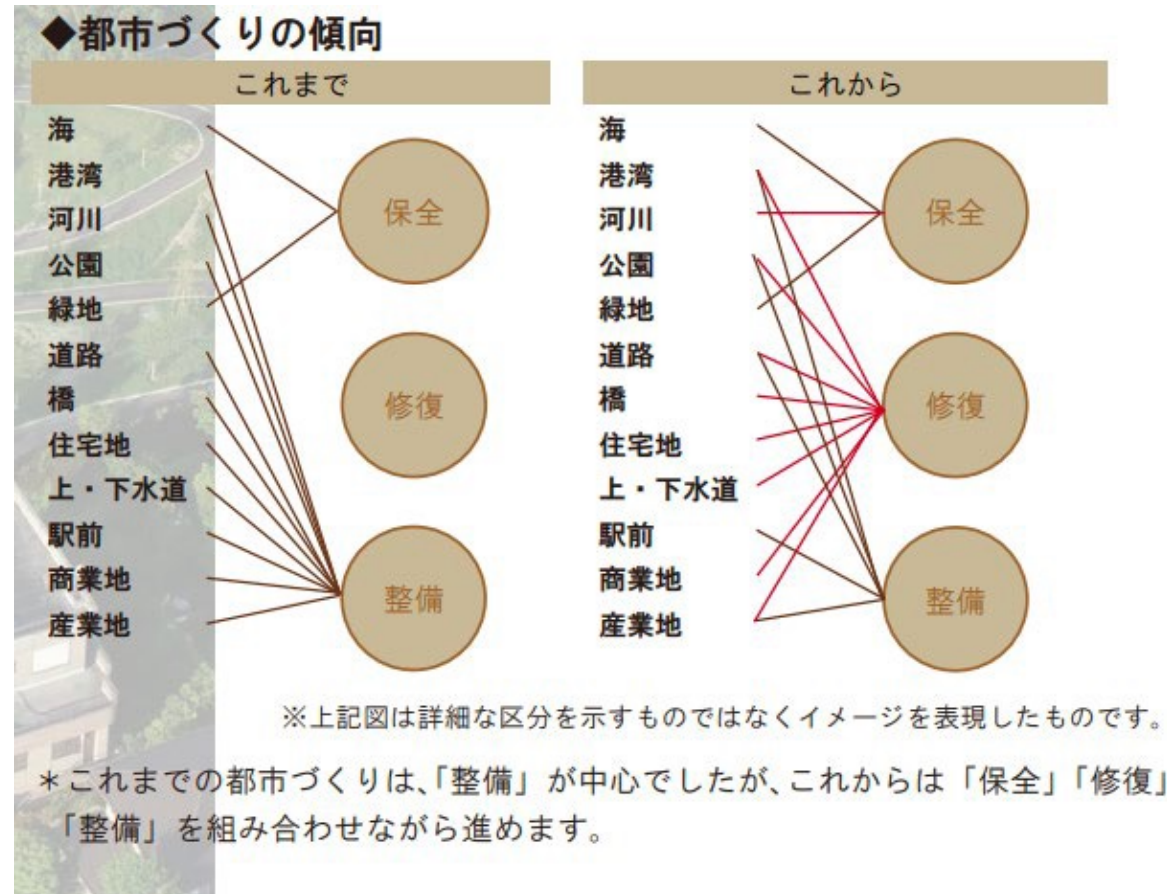 ◆都市づくりの傾向
これまで
海
港湾
河川
公園
緑地
道路
橋
住宅地
上・下水道
駅前
商業地
産業地
保全
修復
整備
これから
海
港湾
河川
公園
緑地
道路
橋
住宅地
上・下水道
駅前
商業地
産業地
保全
修復
整備
※上記図は詳細な区分を示すものではなくイメージを表現したものです。
＊これまでの都市づくりは、「整備」が中心でしたが、これからは「保全」「修復」
「整備」を組み合わせながら進めます。